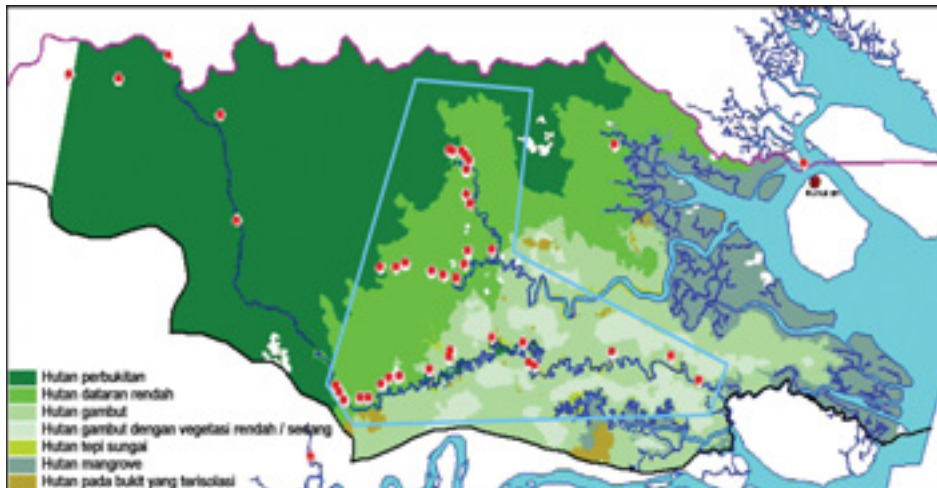 Hutan perbukitan
Hutan dataran rendah
Hutan gambut
Hutan gambut dengan vegetasi rendah / sedang
Hutan tepi sungai
Hutan mangrove
Hutan pada bukit yang terisolasi